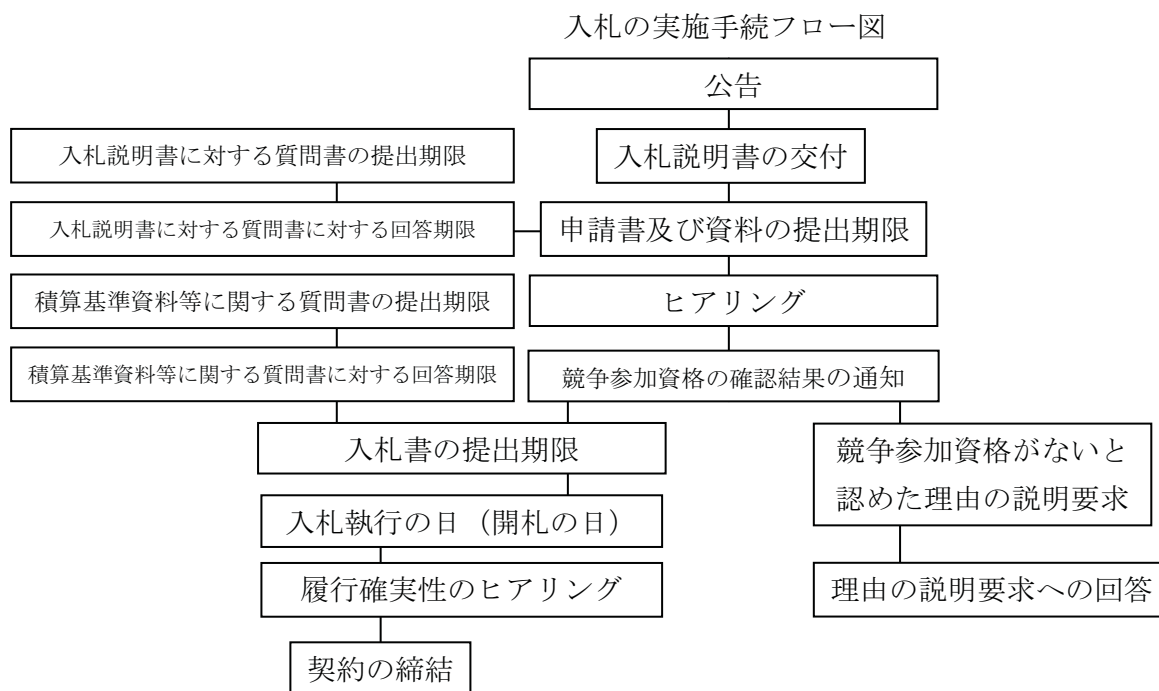 入札の実施手続フロー図
公告
入札説明書に対する質問書の提出期限
入札説明書の交付
入札説明書に対する質問書に対する回答期限
申請書及び資料の提出期限
積算基準資料等に関する質問書の提出期限
ヒアリング
積算基準資料等に関する質問書に対する回答期限
競争参加資格の確認結果の通知
入札書の提出期限
競争参加資格がないと
認めた理由の説明要求
入札執行の日（開札の日）
履行確実性のヒアリング
理由の説明要求への回答
契約の締結